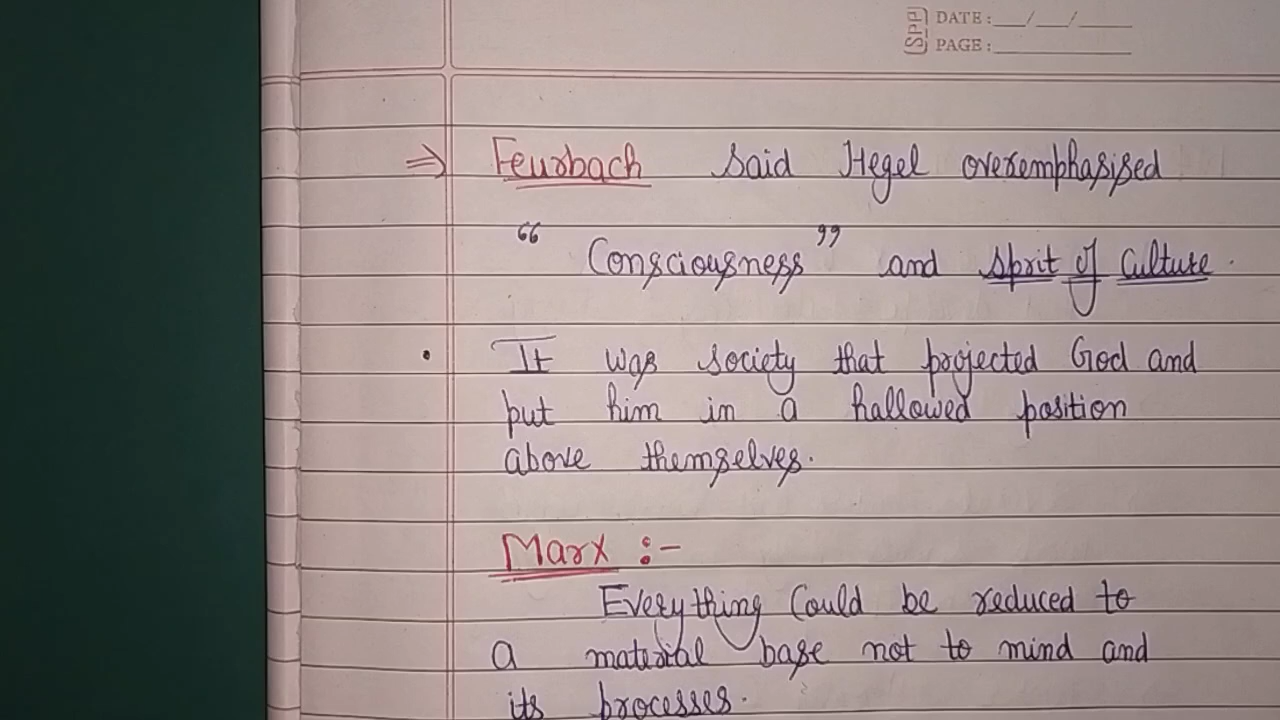 SPP DATE:___/___/_____
PAGE:____________
⇒ Feurbach said Hegel overemphasised
“ Consciousness ” and Sprit of Culture.
• It was society that projected God and
put him in a hallowed position
above themselves.
Marx :-
Everything Could be reduced to
a material base not to mind and
its processes.